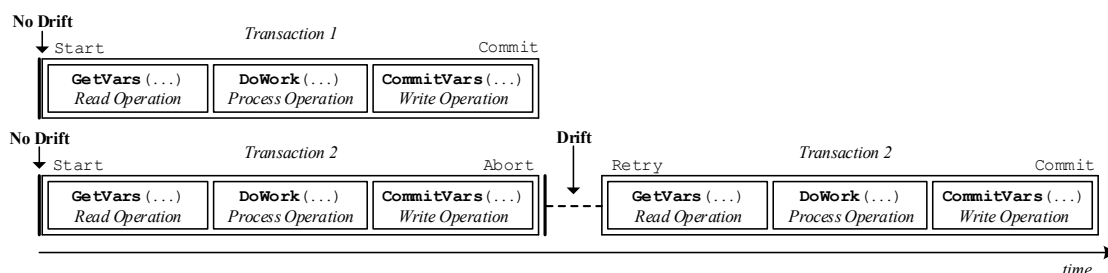 No Drift
Transaction 1
Start Commit
GetVars(...) DoWork(...) CommitVars(...)
Read Operation Process Operation Write Operation
No Drift Drift
Transaction 2 Transaction 2
Start Abort Retry Commit
GetVars(...) DoWork(...) CommitVars(...) GetVars(...) DoWork(...) CommitVars(...)
Read Operation Process Operation Write Operation Read Operation Process Operation Write Operation
time